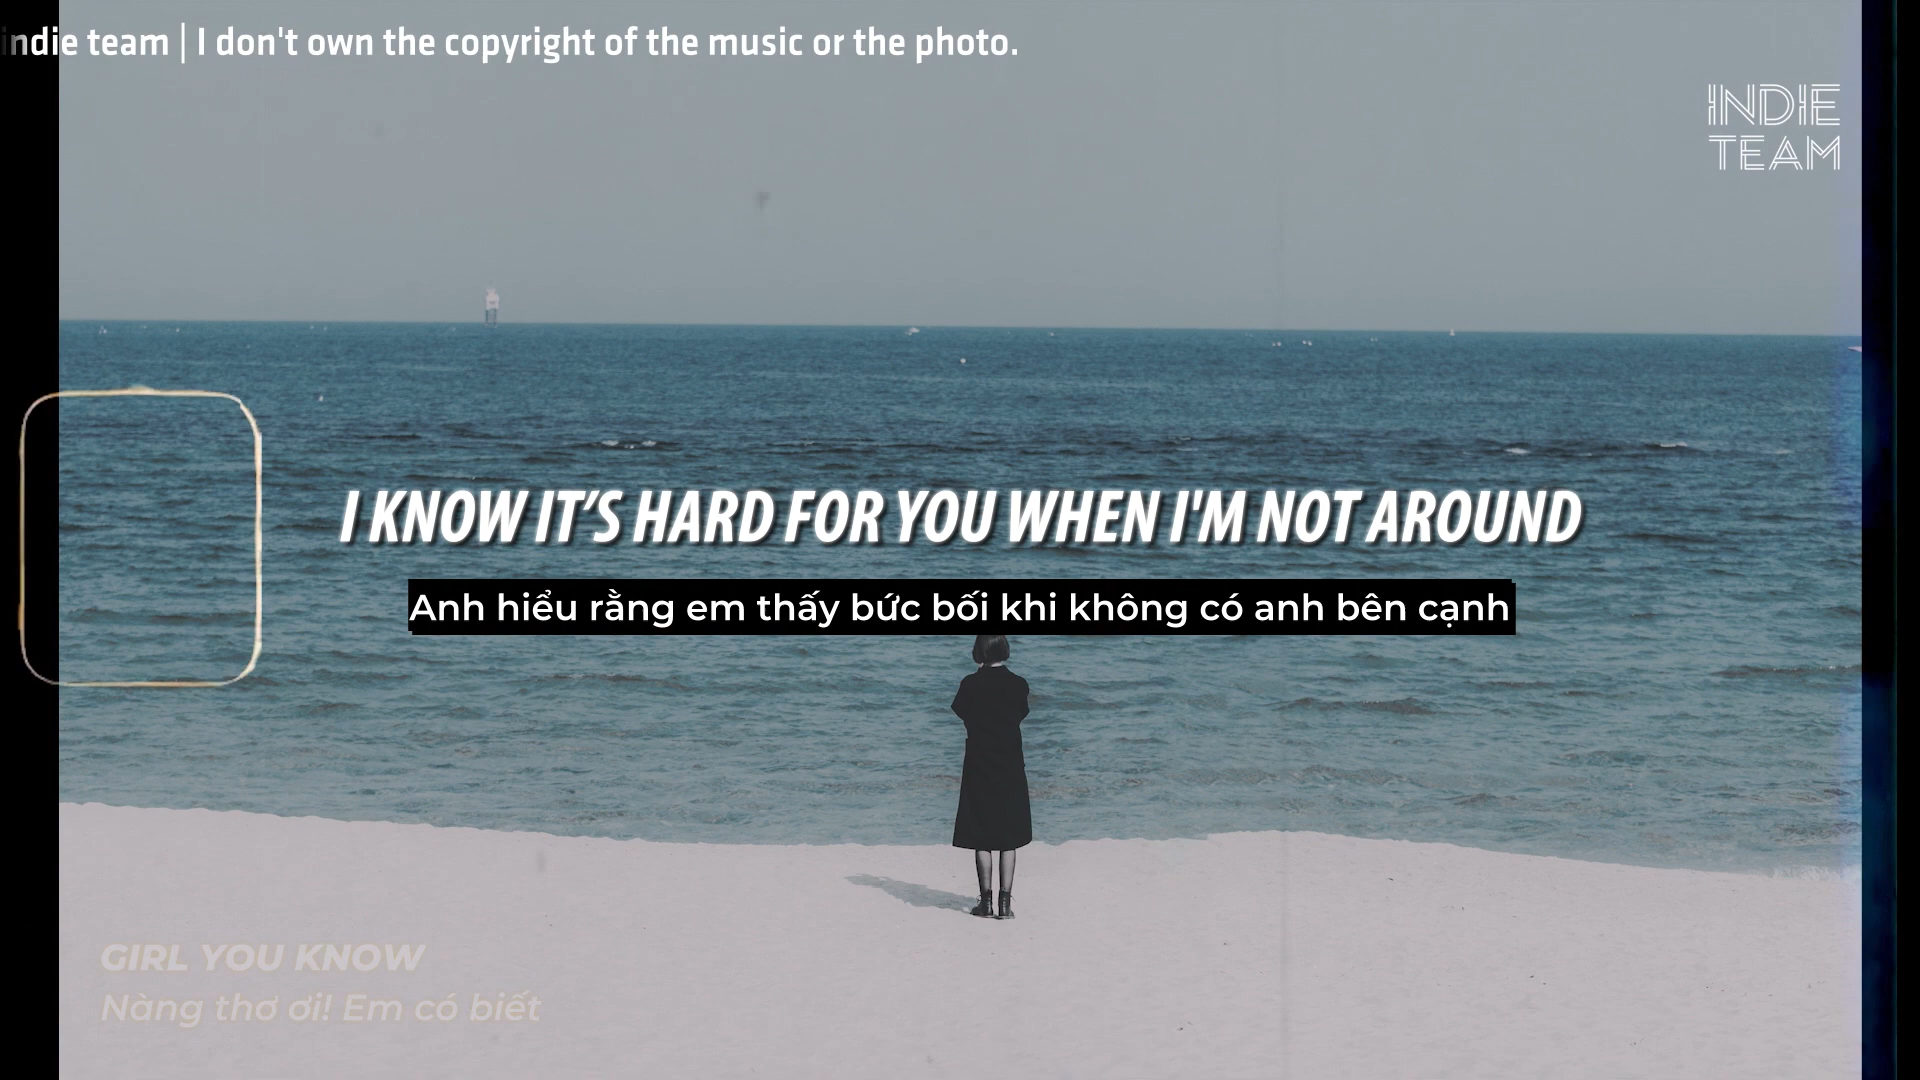 indie team | I don't own the copyright of the music or the photo.
INDIE
TEAM
I KNOW IT’S HARD FOR YOU WHEN I'M NOT AROUND
Anh hiểu rằng em thấy bức bối khi không có anh bên cạnh
GIRL YOU KNOW
Nàng thơ ơi! Em có biết